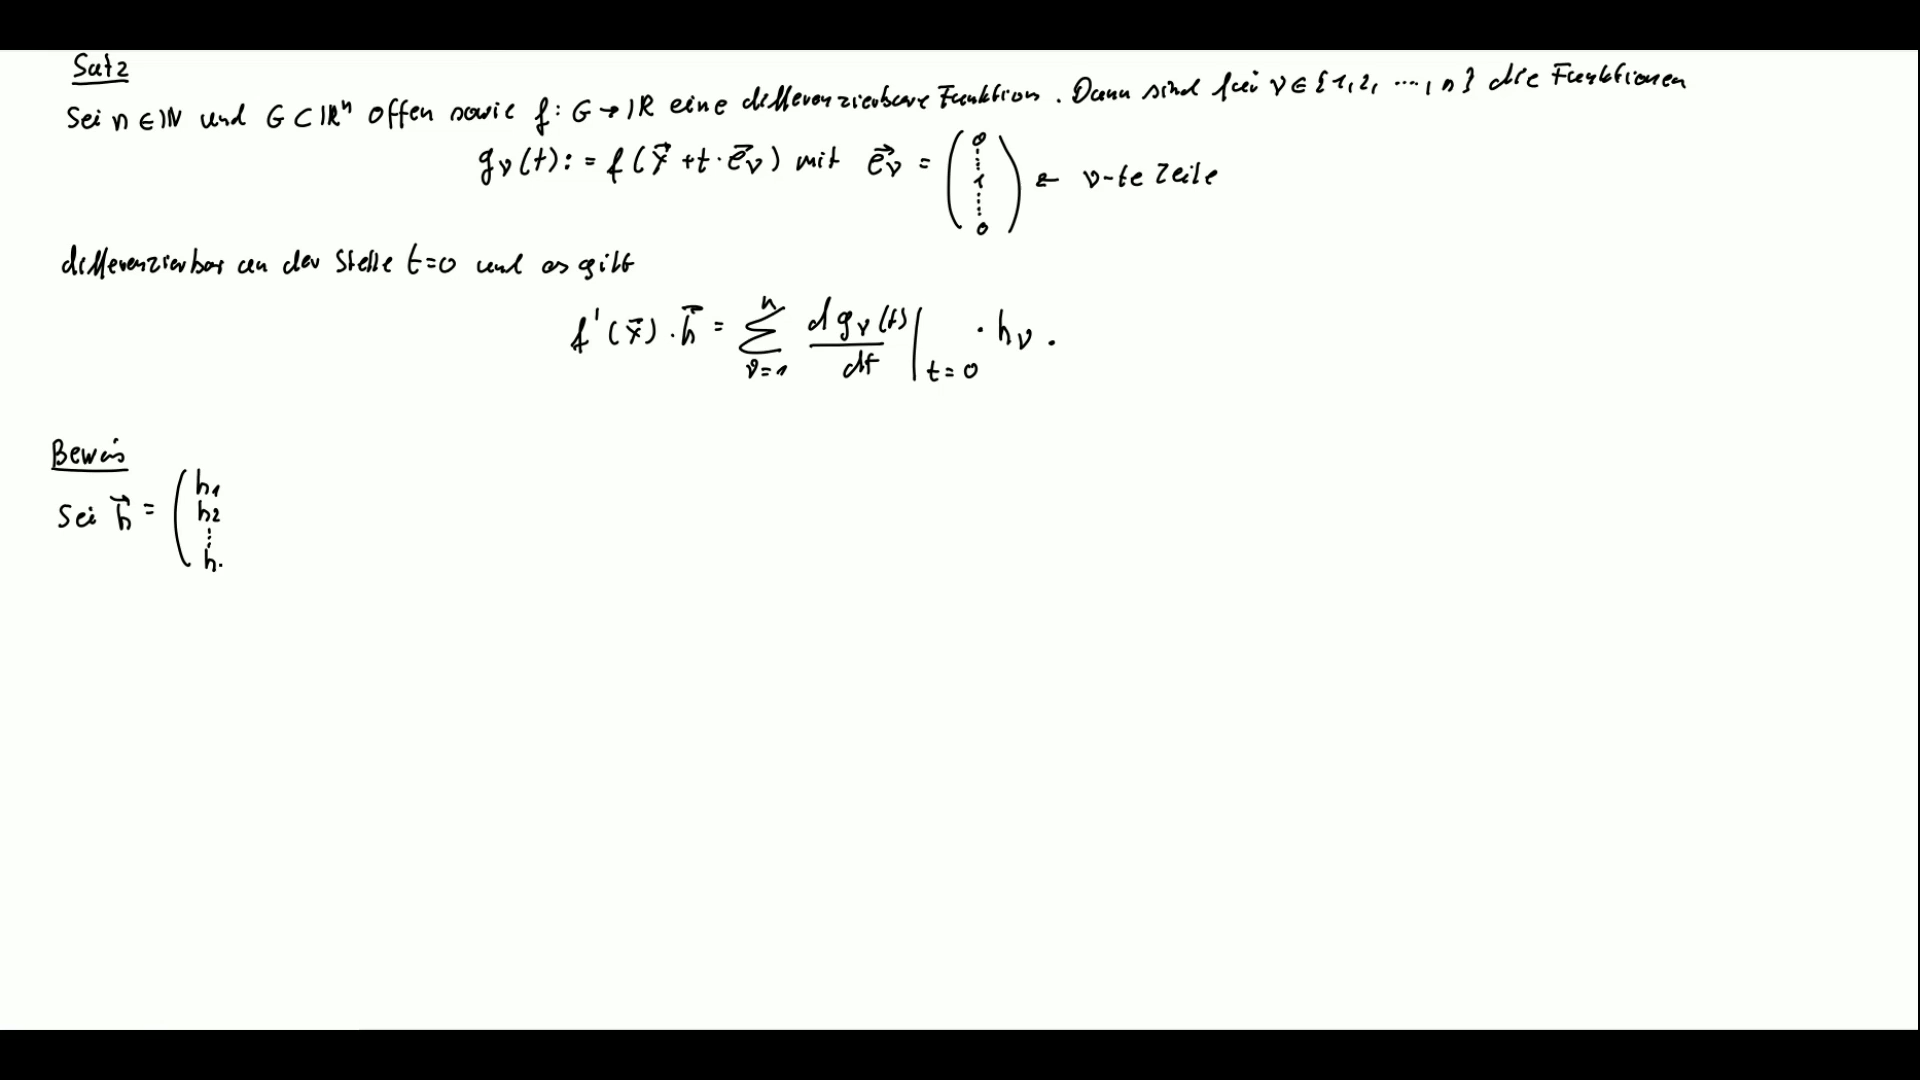 Satz
Sei n ∈ ℕ und G ⊂ ℝⁿ offen sowie f: G → ℝ eine differenzierbare Funktion. Dann sind für ν ∈ {1, 2, ..., n} die Funktionen
g_ν(t) := f(x⃗ + t · e⃗_ν) mit e⃗_ν = (0 ⋮ 1 ⋮ 0) ← ν-te Zeile
differenzierbar an der Stelle t=0 und es gilt
f'(x⃗) · h⃗ = ∑_{ν=1}^{n} dg_ν(t)/dt |_{t=0} · h_ν .
Beweis
Sei h⃗ = (h₁ h₂ ⋮ h.